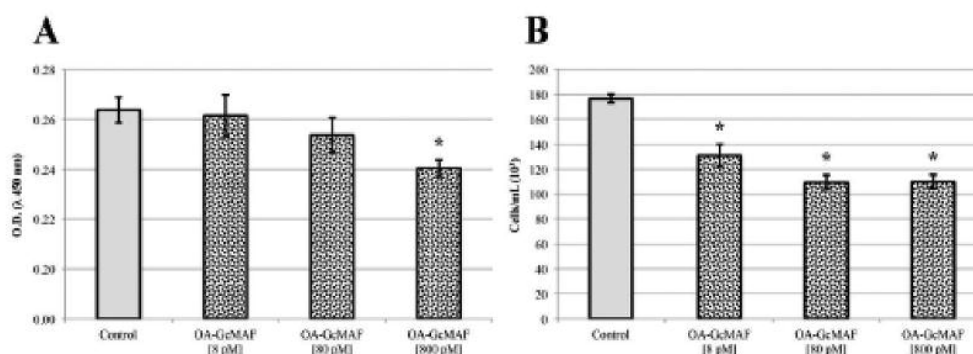 A
0.28
0.26
0.24
0.22
0.20
0.00
O.D. (λ 450 nm)
*
Control
OA-GcMAF
[8 pM]
OA-GcMAF
[80 pM]
OA-GcMAF
[800 pM]
B
200
180
160
140
120
100
80
60
40
20
0
Cells/mL (10³)
*
*
*
Control
OA-GcMAF
[8 pM]
OA-GcMAF
[80 pM]
OA-GcMAF
[800 pM]